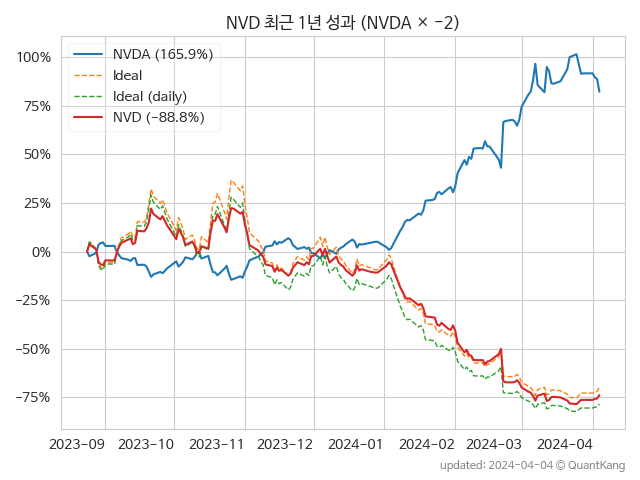 NVD 최근 1년 성과 (NVDA × −2)
NVDA (165.9%)
Ideal
Ideal (daily)
NVD (−88.8%)
100%
75%
50%
25%
0%
−25%
−50%
−75%
2023-09 2023-10 2023-11 2023-12 2024-01 2024-02 2024-03 2024-04
updated: 2024-04-04 © QuantKang